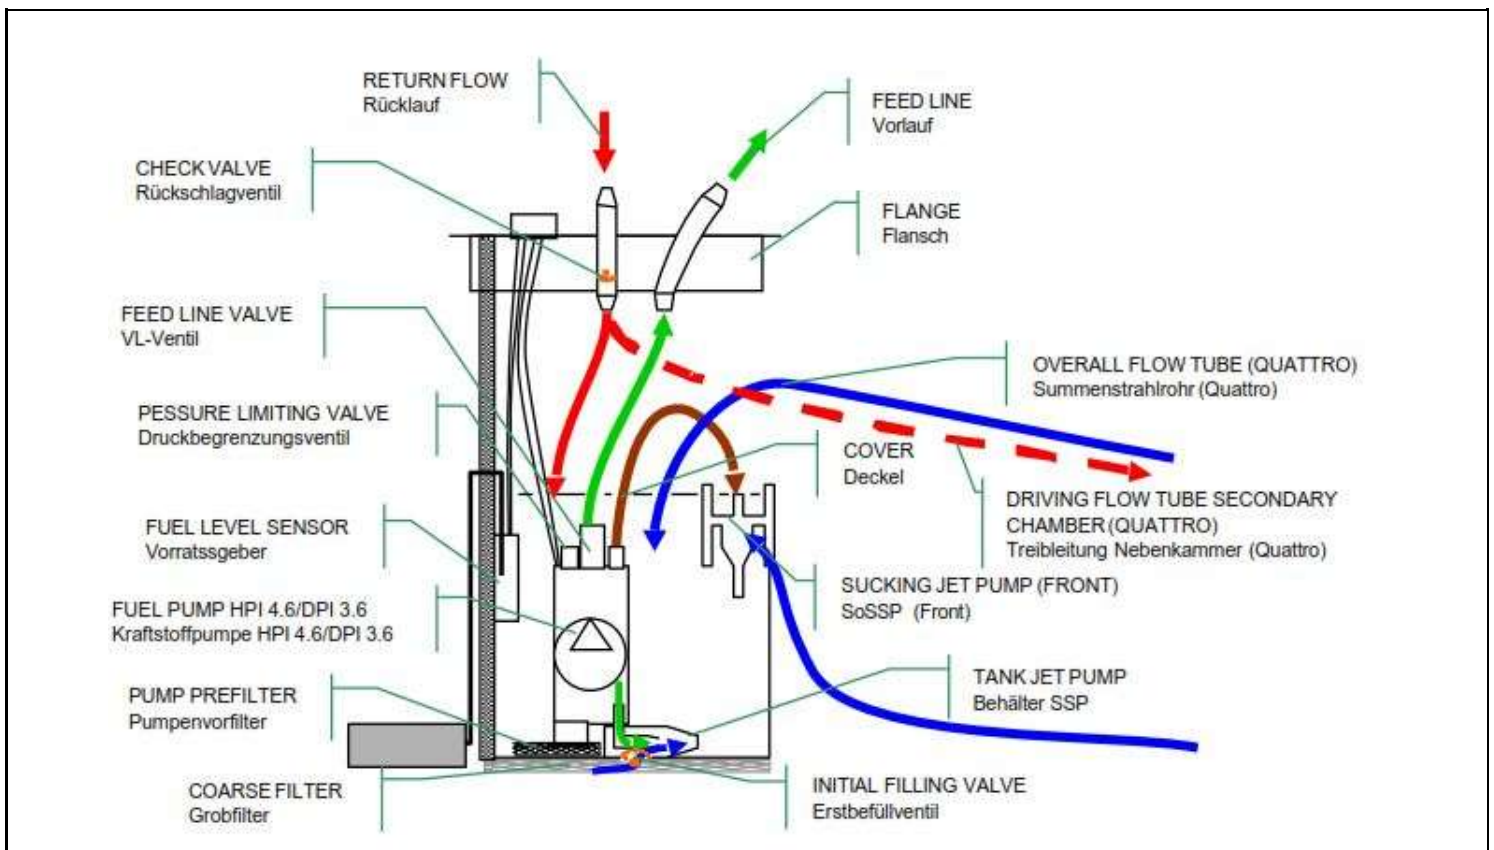 RETURN FLOW
Rücklauf
FEED LINE
Vorlauf
CHECK VALVE
Rückschlagventil
FLANGE
Flansch
FEED LINE VALVE
VL-Ventil
OVERALL FLOW TUBE (QUATTRO)
Summenstrahlrohr (Quattro)
PESSURE LIMITING VALVE
Druckbegrenzungsventil
COVER
Deckel
DRIVING FLOW TUBE SECONDARY
CHAMBER (QUATTRO)
Treibleitung Nebenkammer (Quattro)
FUEL LEVEL SENSOR
Vorratssgeber
SUCKING JET PUMP (FRONT)
SoSSP (Front)
FUEL PUMP HPI 4.6/DPI 3.6
Kraftstoffpumpe HPI 4.6/DPI 3.6
TANK JET PUMP
Behälter SSP
PUMP PREFILTER
Pumpenvorfilter
COARSE FILTER
Grobfilter
INITIAL FILLING VALVE
Erstbefüllventil